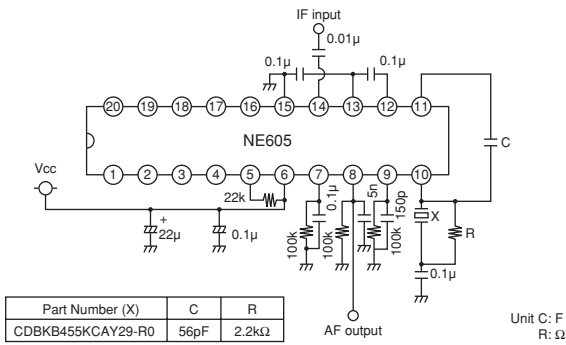 IF input
0.01μ
0.1μ
0.1μ
20 19 18 17 16 15 14 13 12 11
NE605
C
1 2 3 4 5 6 7 8 9 10
Vcc
22k
+
22μ
0.1μ
100k
0.1μ
100k
5n
150p
100k
X
R
0.1μ
AF output
Part Number (X) C R
CDBKB455KCAY29-R0 56pF 2.2kΩ
Unit C: F
R: Ω